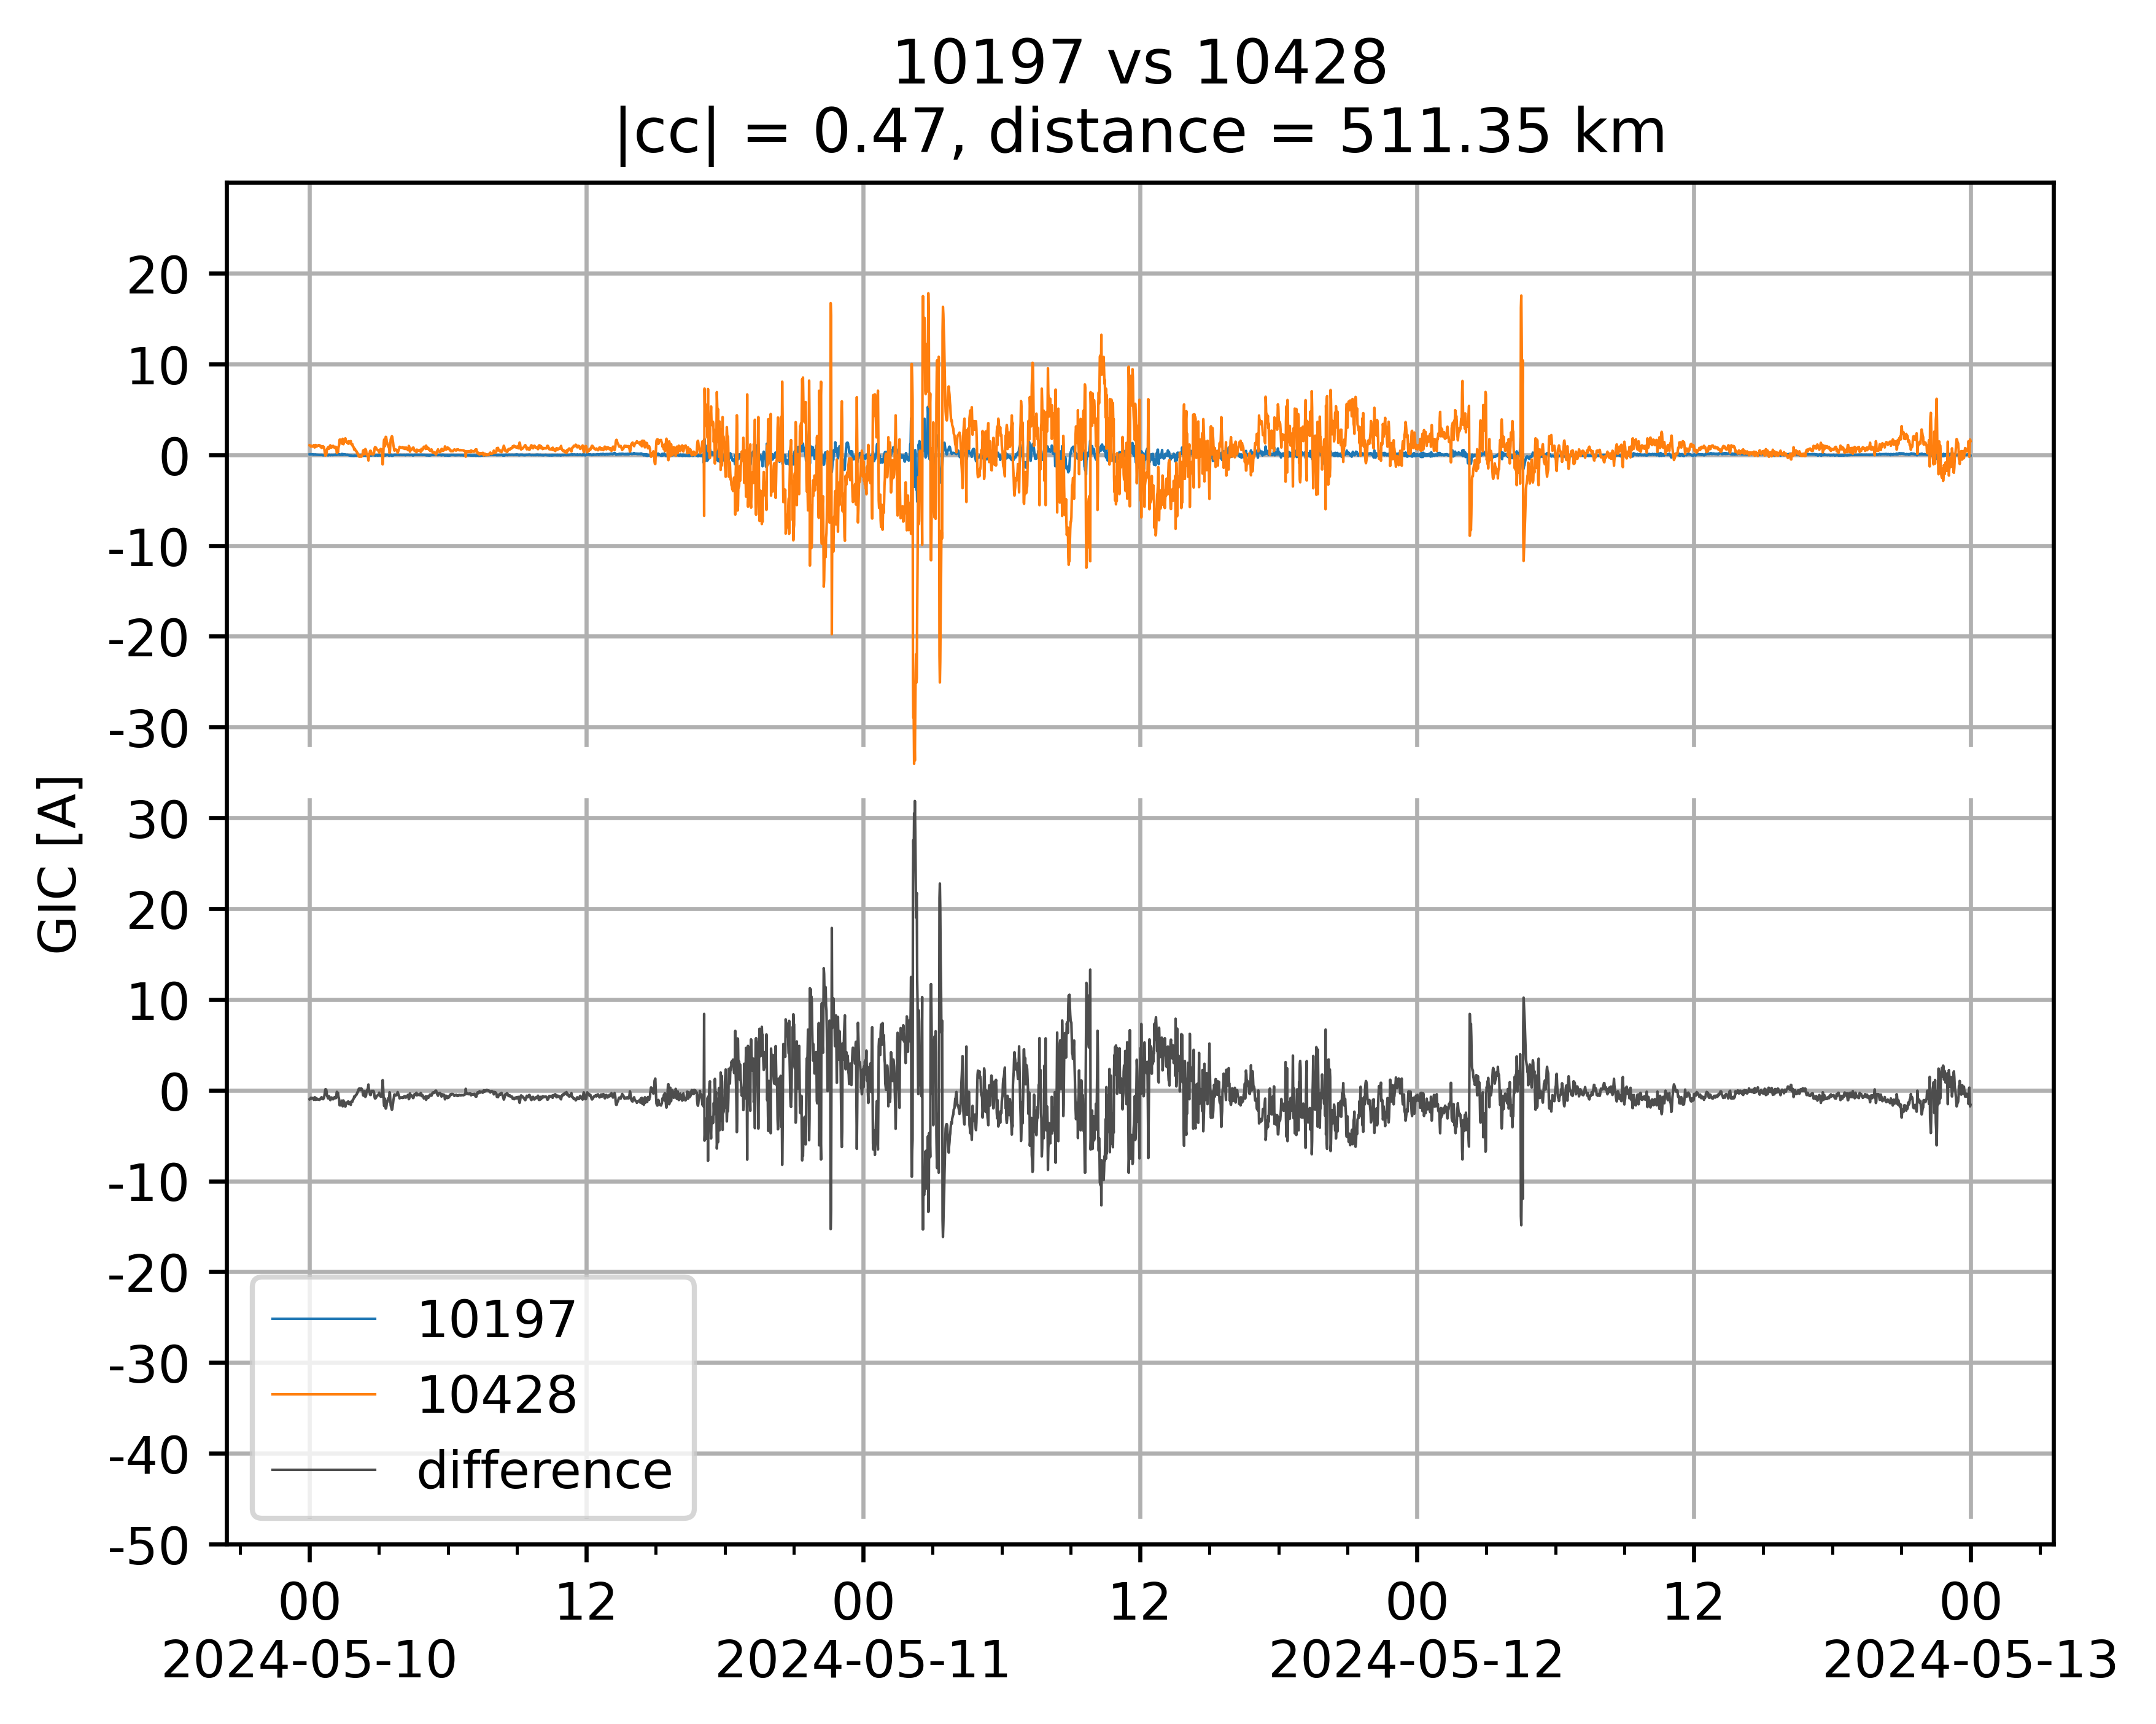 10197 vs 10428
|cc| = 0.47, distance = 511.35 km
GIC [A]
20
10
0
-10
-20
-30
30
20
10
0
-10
-20
-30
-40
-50
10197
10428
difference
00 12 00 12 00 12 00
2024-05-10 2024-05-11 2024-05-12 2024-05-13